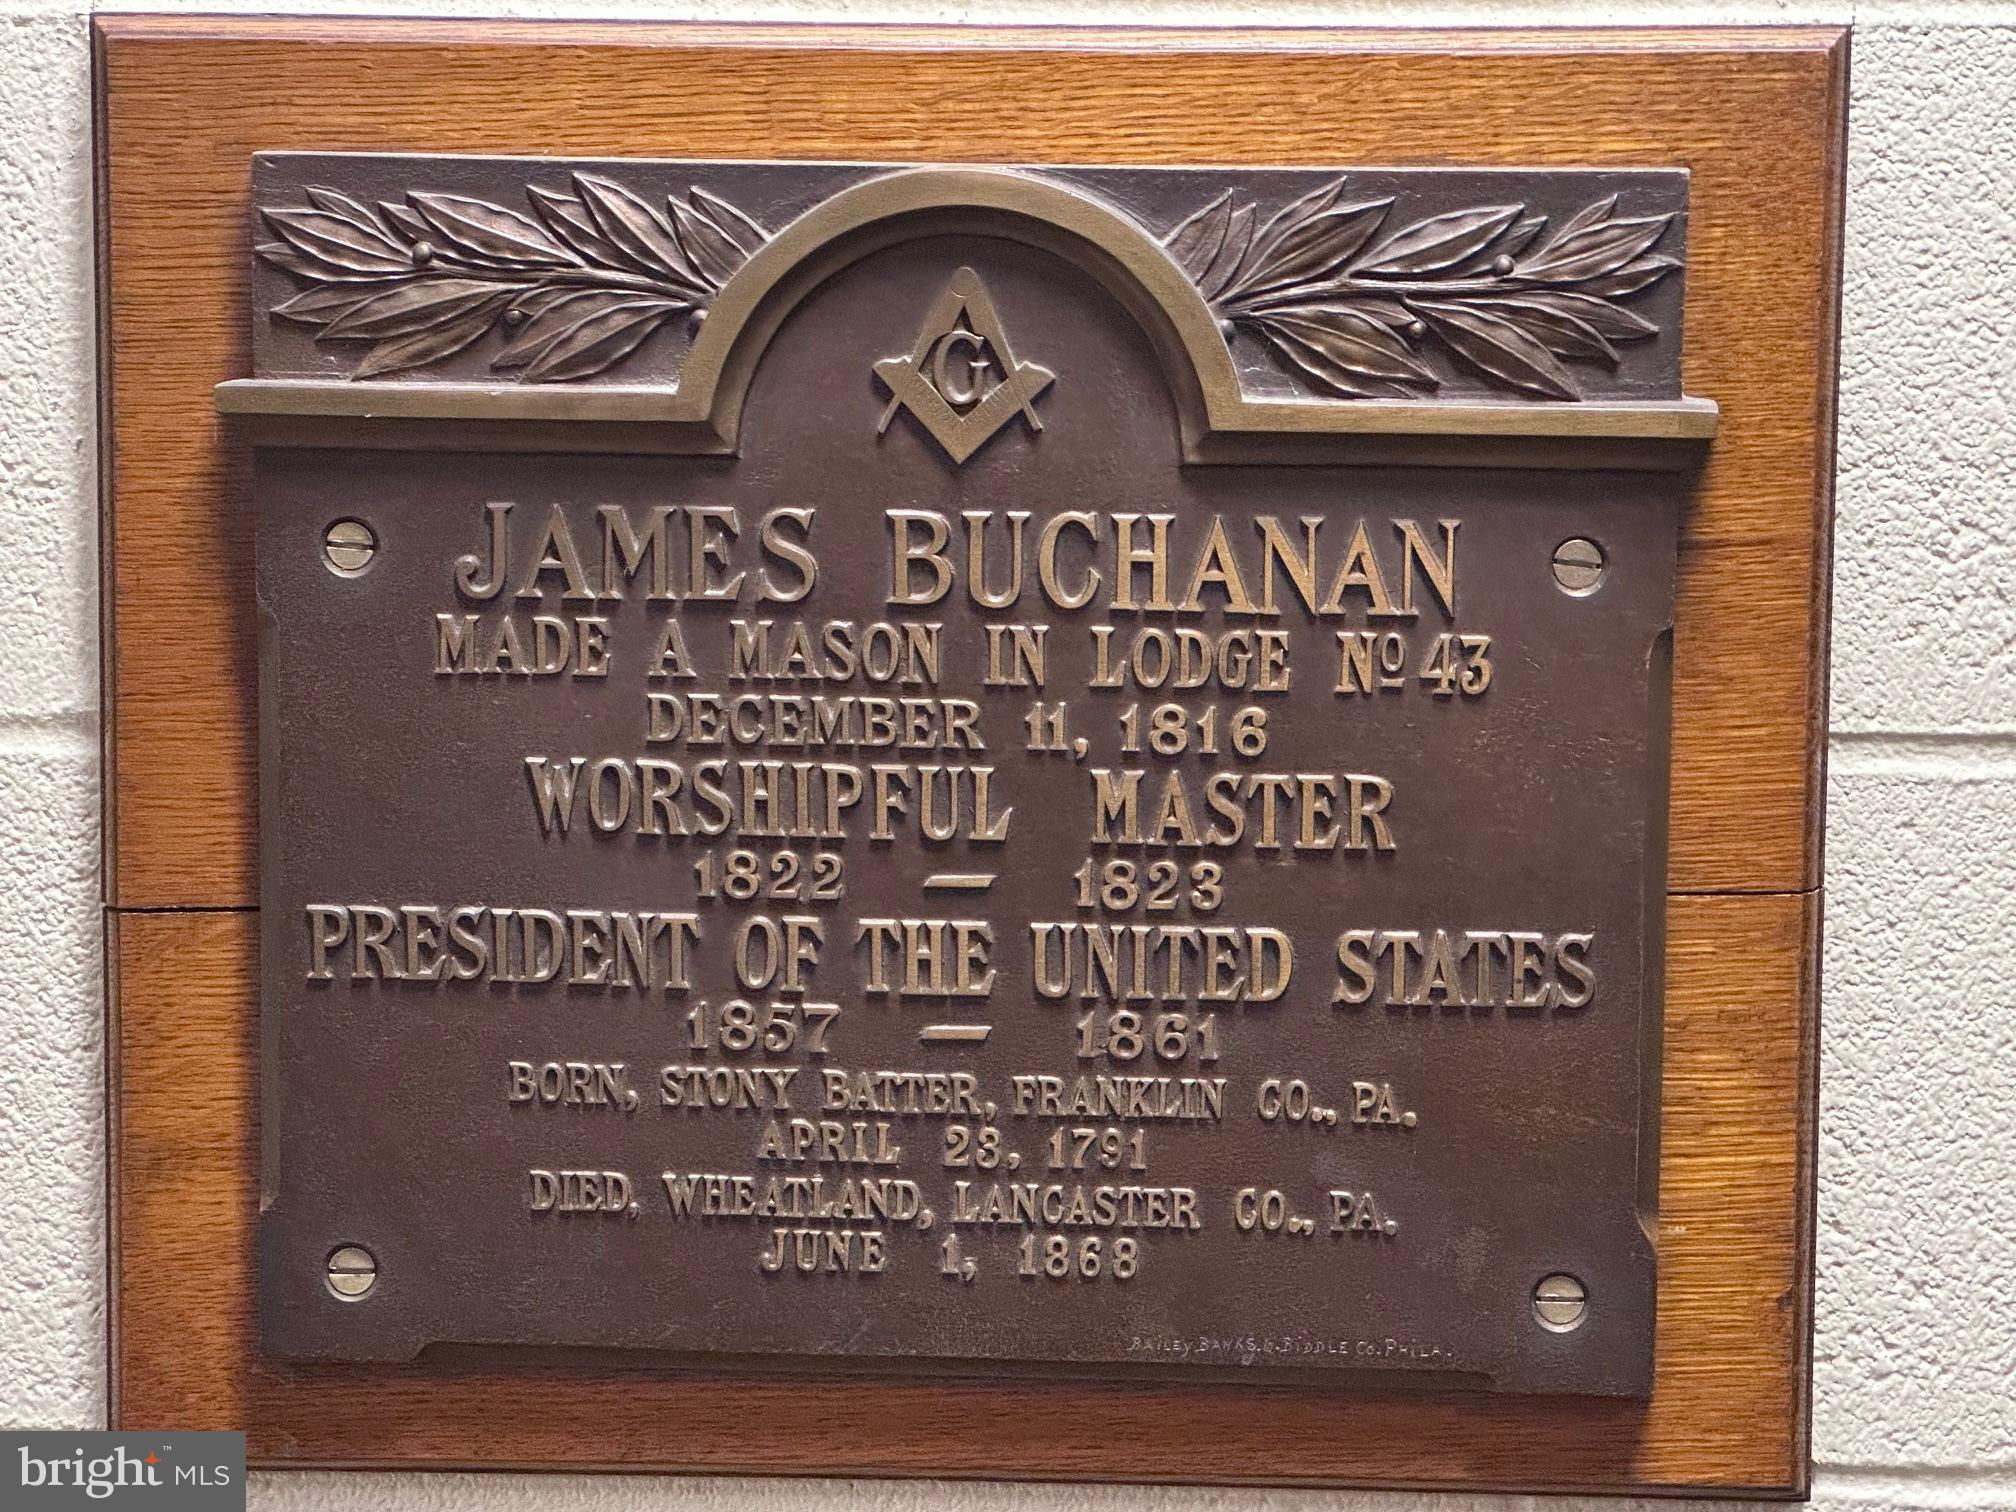 G
JAMES BUCHANAN
MADE A MASON IN LODGE Nº 43
DECEMBER 11, 1816
WORSHIPFUL MASTER
1822 — 1823
PRESIDENT OF THE UNITED STATES
1857 — 1861
BORN, STONY BATTER, FRANKLIN CO., PA.
APRIL 23, 1791
DIED, WHEATLAND, LANCASTER CO., PA.
JUNE 1, 1868
BAILEY, BANKS & BIDDLE CO. PHILA.
bright™ MLS